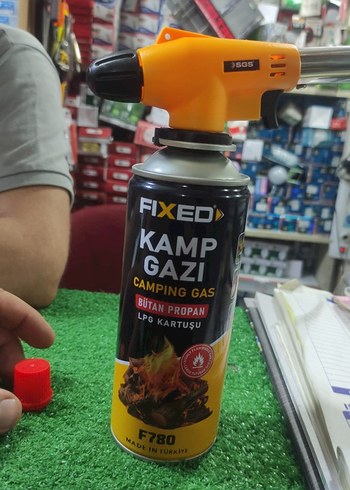 SGS
FIXED
KAMP
GAZI
CAMPING GAS
BÜTAN PROPAN
LPG KARTUŞU
F780
MADE IN TÜRKİYE